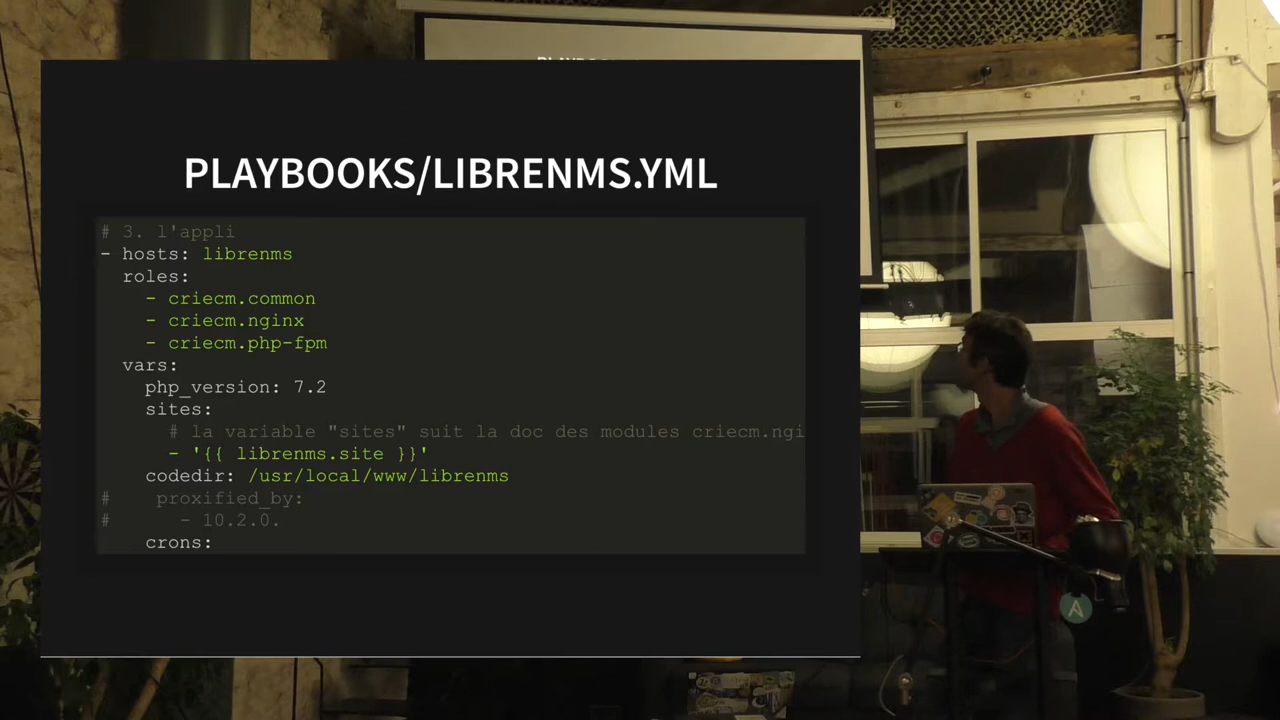 PLAYBOOKS/LIBRENMS.YML
# 3. l'appli
- hosts: librenms
  roles:
    - criecm.common
    - criecm.nginx
    - criecm.php-fpm
  vars:
    php_version: 7.2
    sites:
      # la variable "sites" suit la doc des modules criecm.ngi
      - '{{ librenms.site }}'
    codedir: /usr/local/www/librenms
#    proxified_by:
#      - 10.2.0.
    crons: